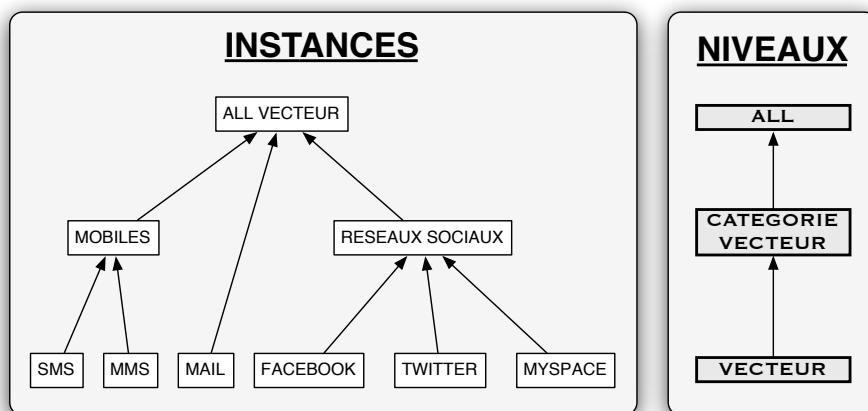 INSTANCES
ALL VECTEUR
MOBILES
RESEAUX SOCIAUX
SMS
MMS
MAIL
FACEBOOK
TWITTER
MYSPACE
NIVEAUX
ALL
CATEGORIE
VECTEUR
VECTEUR